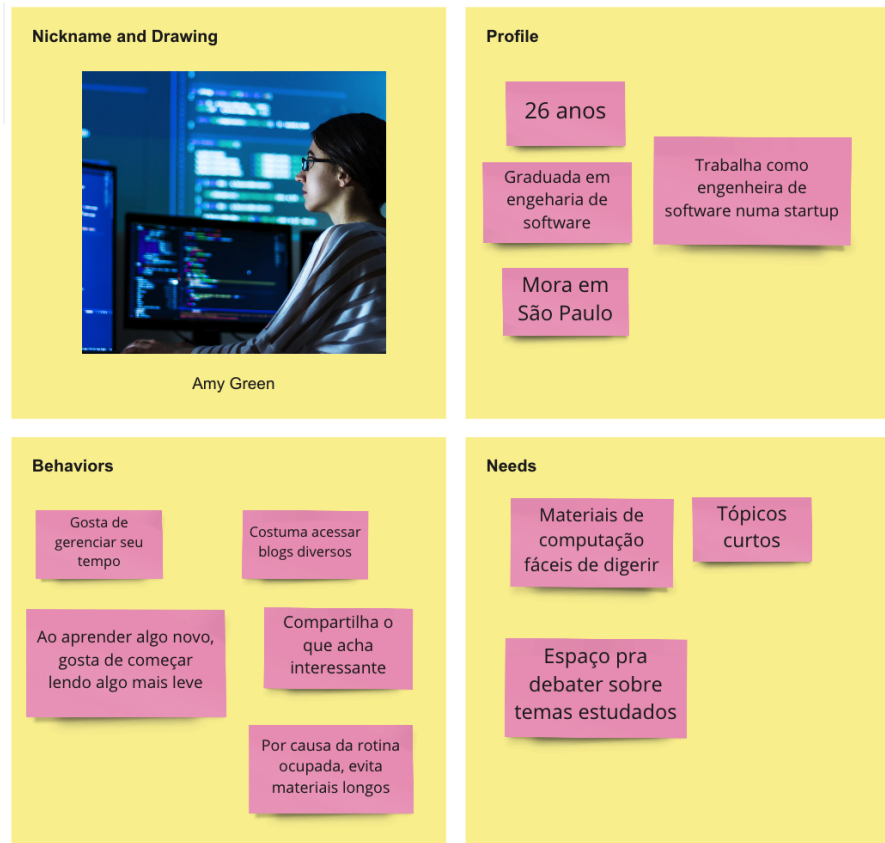 Nickname and Drawing
Amy Green
Profile
26 anos
Graduada em
engeharia de
software
Trabalha como
engenheira de
software numa startup
Mora em
São Paulo
Behaviors
Gosta de
gerenciar seu
tempo
Costuma acessar
blogs diversos
Ao aprender algo novo,
gosta de começar
lendo algo mais leve
Compartilha o
que acha
interessante
Por causa da rotina
ocupada, evita
materiais longos
Needs
Materiais de
computação
fáceis de digerir
Tópicos
curtos
Espaço pra
debater sobre
temas estudados